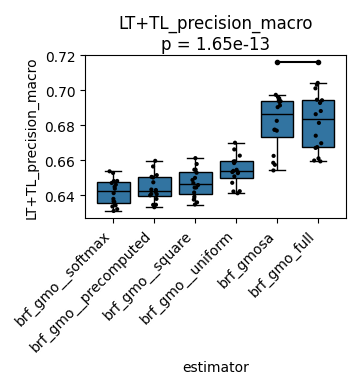 LT+TL_precision_macro
p = 1.65e-13
LT+TL_precision_macro
0.72
0.70
0.68
0.66
0.64
brf_gmo__softmax
brf_gmo__precomputed
brf_gmo__square
brf_gmo__uniform
brf_gmosa
brf_gmo_full
estimator